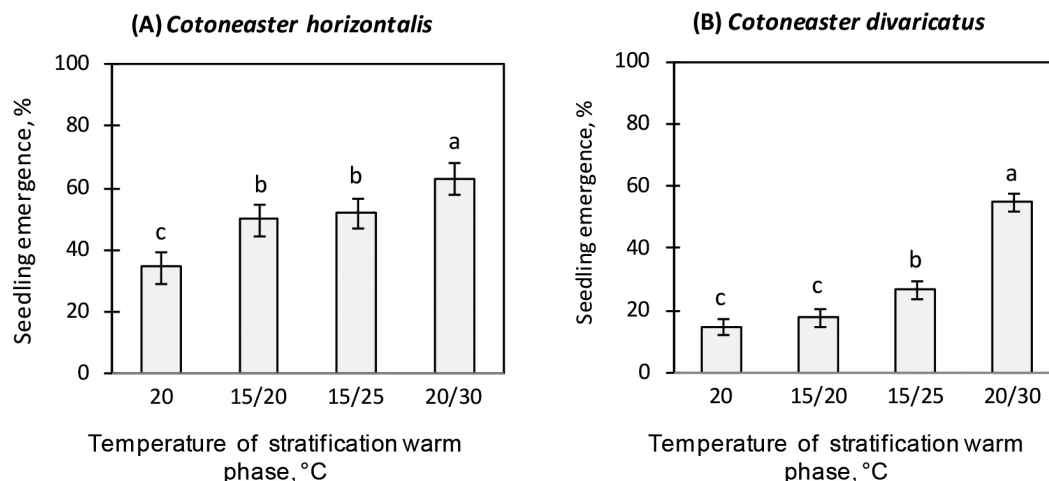 (A) Cotoneaster horizontalis
Seedling emergence, %
100
80
60
40
20
0
c
b
b
a
20
15/20
15/25
20/30
Temperature of stratification warm
phase, °C
(B) Cotoneaster divaricatus
Seedling emergence, %
100
80
60
40
20
0
c
c
b
a
20
15/20
15/25
20/30
Temperature of stratification warm
phase, °C